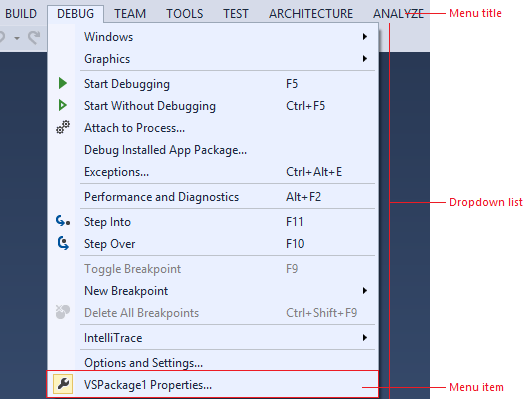 BUILD DEBUG TEAM TOOLS TEST ARCHITECTURE ANALYZE Menu title
Windows
Graphics
Start Debugging F5
Start Without Debugging Ctrl+F5
Attach to Process...
Debug Installed App Package...
Exceptions... Ctrl+Alt+E
Performance and Diagnostics Alt+F2
Dropdown list
Step Into F11
Step Over F10
Toggle Breakpoint F9
New Breakpoint
Delete All Breakpoints Ctrl+Shift+F9
IntelliTrace
Options and Settings...
VSPackage1 Properties... Menu item